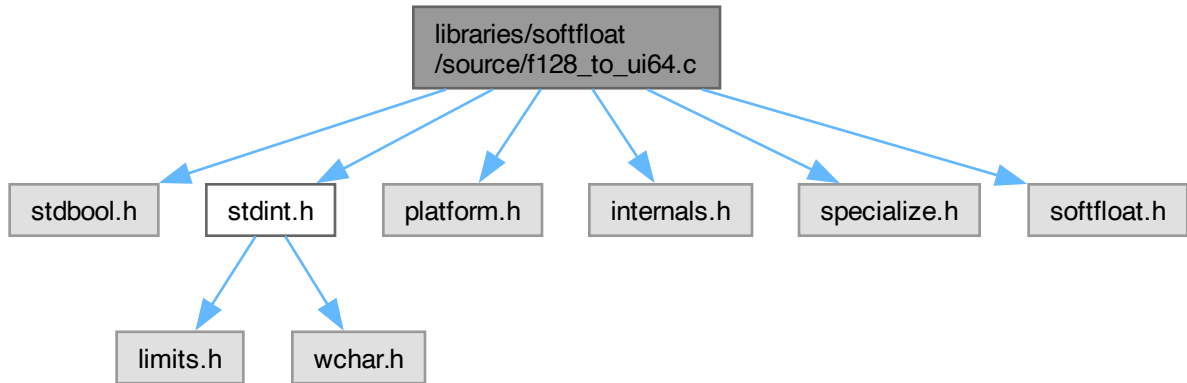 libraries/softfloat
/source/f128_to_ui64.c
stdbool.h
stdint.h
platform.h
internals.h
specialize.h
softfloat.h
limits.h
wchar.h